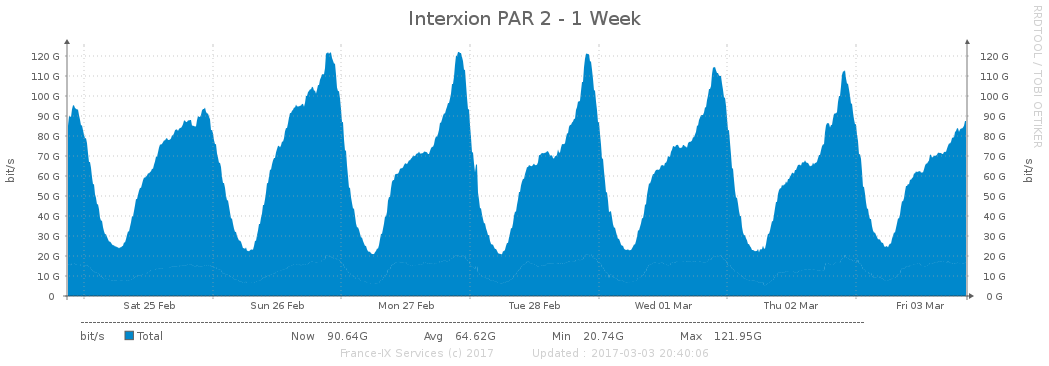 Interxion PAR 2 - 1 Week
RRDTOOL / TOBI OETIKER
bit/s
120 G 120 G
110 G 110 G
100 G 100 G
90 G 90 G
80 G 80 G
70 G 70 G
60 G 60 G
50 G 50 G
40 G 40 G
30 G 30 G
20 G 20 G
10 G 10 G
0 0 G
bit/s
Sat 25 Feb Sun 26 Feb Mon 27 Feb Tue 28 Feb Wed 01 Mar Thu 02 Mar Fri 03 Mar
bit/s Total Now 90.64G Avg 64.62G Min 20.74G Max 121.95G
France-IX Services (c) 2017 Updated : 2017-03-03 20:40:06